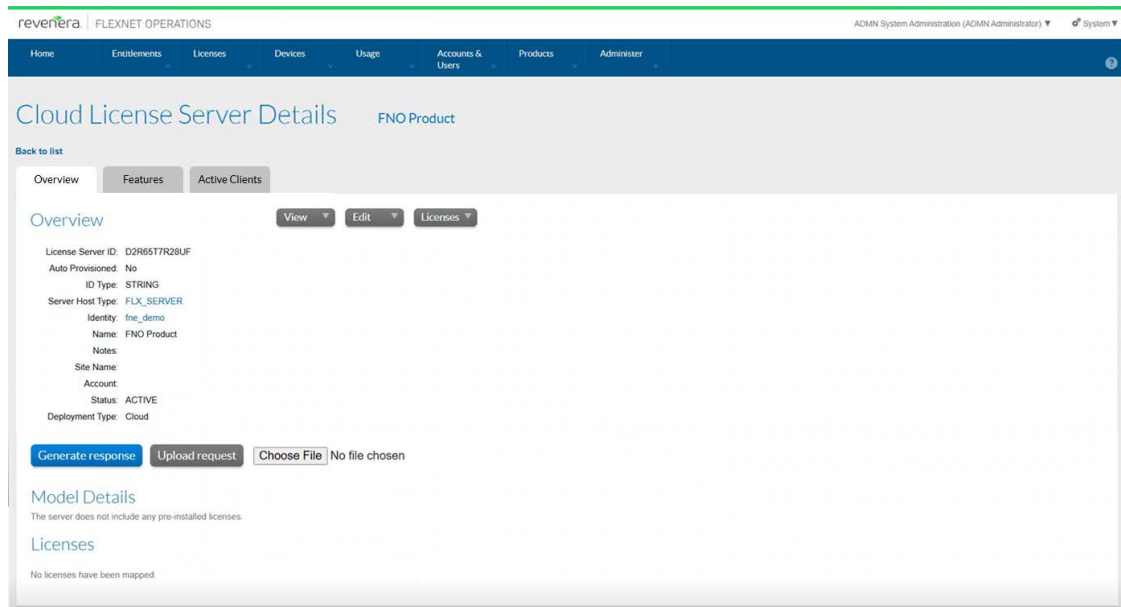 revenera. FLEXNET OPERATIONS
ADMN System Administration (ADMN Administrator) ▼ System ▼
Home Entitlements Licenses Devices Usage Accounts & Users Products Administer
Cloud License Server Details FNO Product
Back to list
Overview Features Active Clients
Overview View Edit Licenses
License Server ID: D2R65T7R28UF
Auto Provisioned: No
ID Type: STRING
Server Host Type: FLX_SERVER
Identity: fne_demo
Name: FNO Product
Notes:
Site Name:
Account:
Status: ACTIVE
Deployment Type: Cloud
Generate response Upload request Choose File No file chosen
Model Details
The server does not include any pre-installed licenses.
Licenses
No licenses have been mapped.